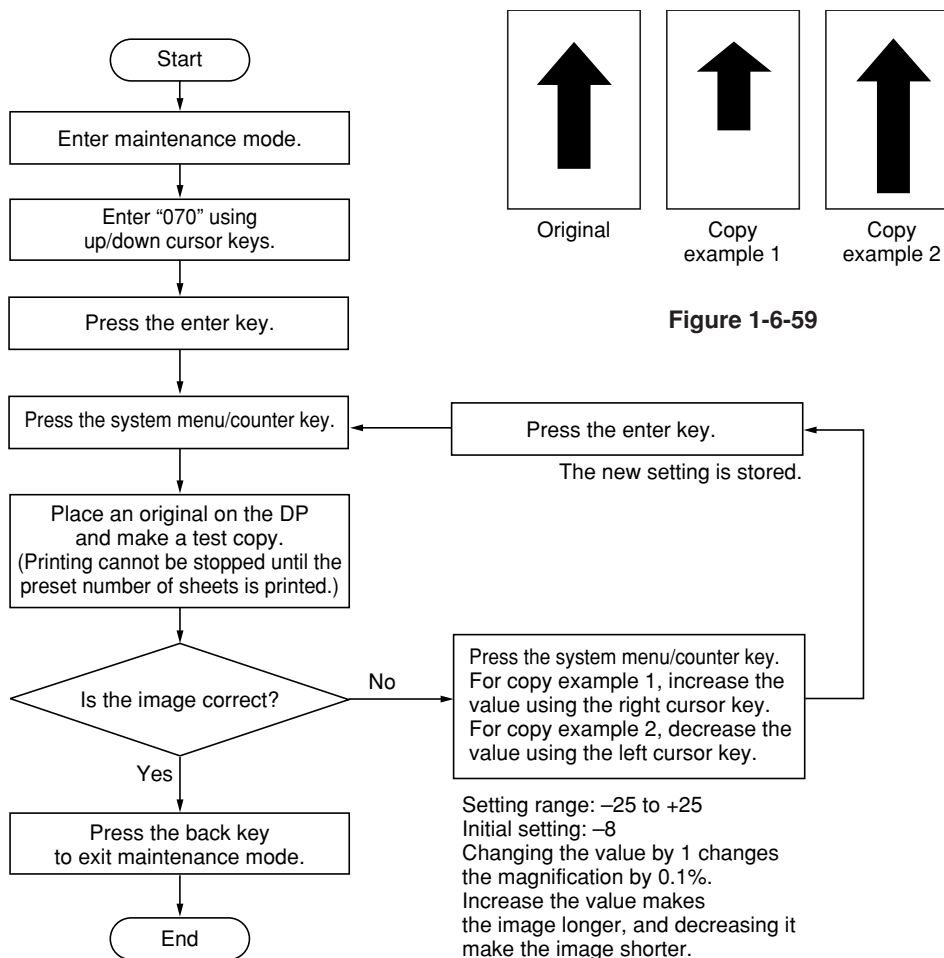 Start
Enter maintenance mode.
Enter “070” using
up/down cursor keys.
Press the enter key.
Press the system menu/counter key.
Place an original on the DP
and make a test copy.
(Printing cannot be stopped until the
preset number of sheets is printed.)
Is the image correct?
No
Yes
Press the back key
to exit maintenance mode.
End
Original
Copy
example 1
Copy
example 2
Figure 1-6-59
Press the enter key.
The new setting is stored.
Press the system menu/counter key.
For copy example 1, increase the
value using the right cursor key.
For copy example 2, decrease the
value using the left cursor key.
Setting range: –25 to +25
Initial setting: –8
Changing the value by 1 changes
the magnification by 0.1%.
Increase the value makes
the image longer, and decreasing it
make the image shorter.